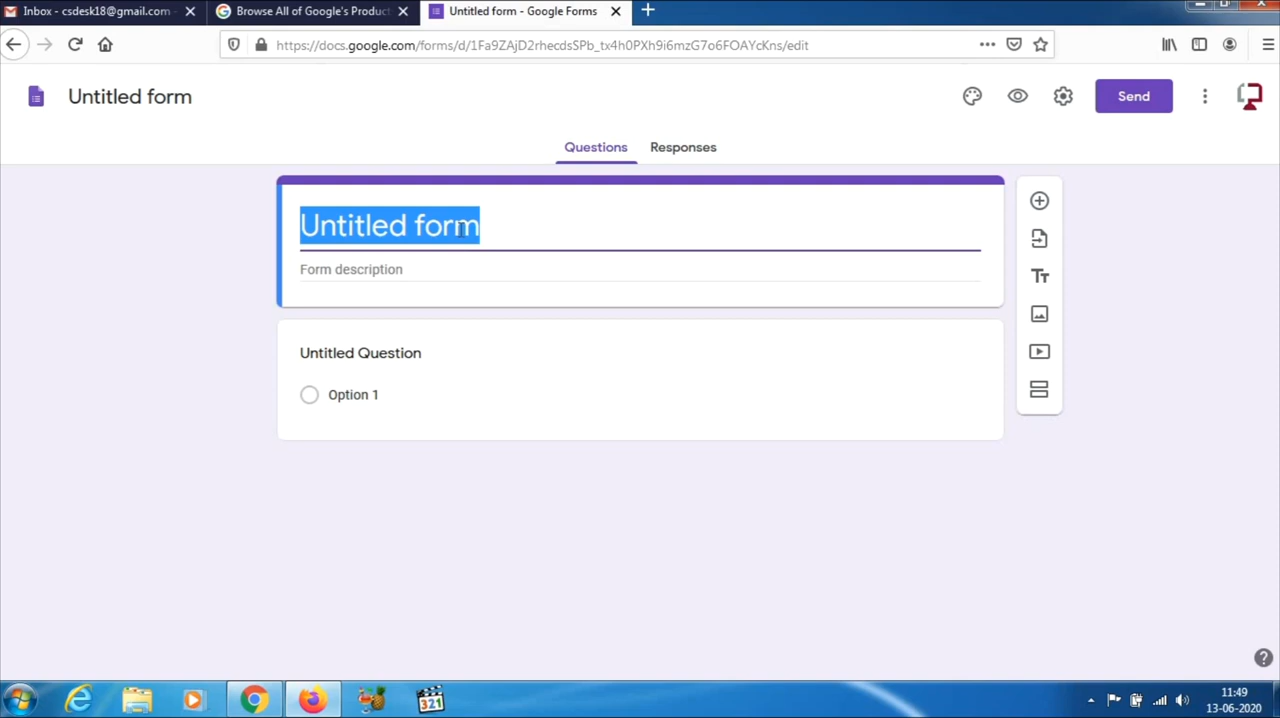 Inbox - csdesk18@gmail.com -
Browse All of Google's Product
Untitled form - Google Forms
https://docs.google.com/forms/d/1Fa9ZAjD2rhecdsSPb_tx4h0PXh9i6mzG7o6FOAYcKns/edit
Untitled form
Send
Questions
Responses
Untitled form
Form description
Untitled Question
Option 1
321
11:49
13-06-2020